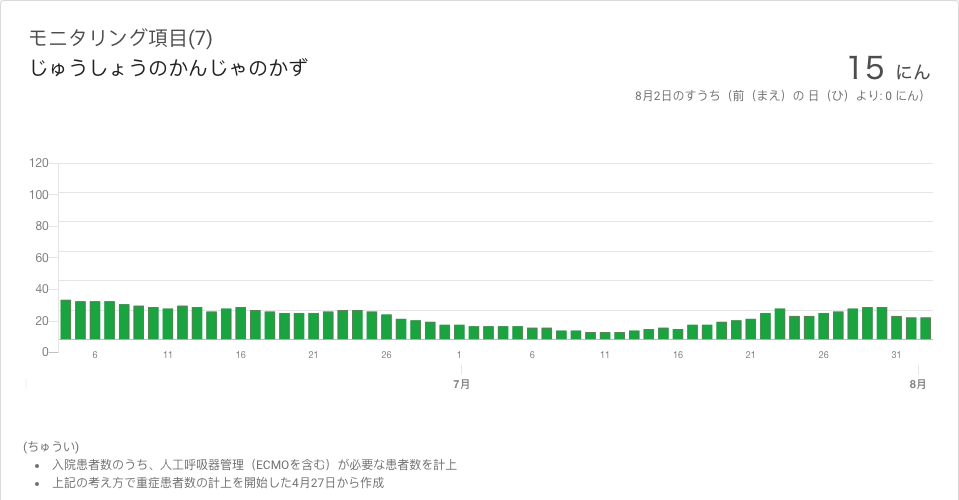 モニタリング項目(7)
じゅうしょうのかんじゃのかず
15 にん
8月2日のすうち（前（まえ）の 日（ひ）より: 0 にん）
120
100
80
60
40
20
0
6 11 16 21 26 1 6 11 16 21 26 31
7月 8月
(ちゅうい)
• 入院患者数のうち、人工呼吸器管理（ECMOを含む）が必要な患者数を計上
• 上記の考え方で重症患者数の計上を開始した4月27日から作成